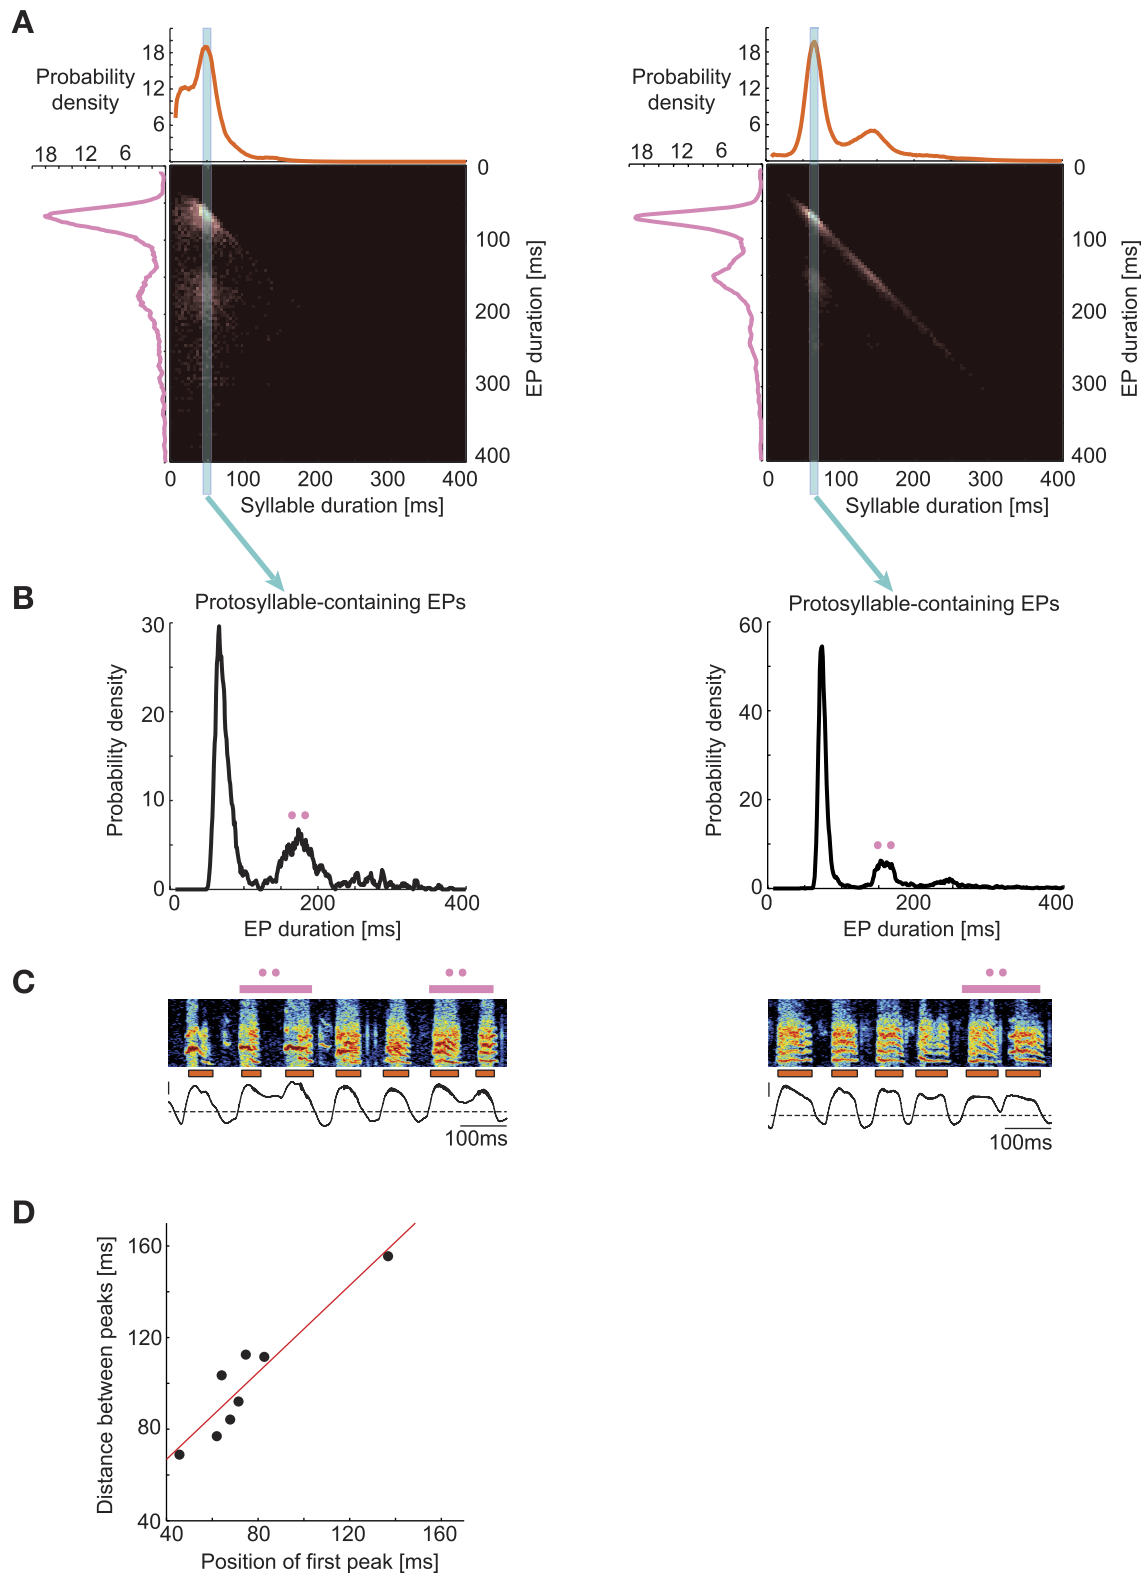 A
18
Probability
density
12
6
18 12 6
0
100
200
300
400
EP duration [ms]
0 100 200 300 400
Syllable duration [ms]
18
Probability
density
12
6
18 12 6
0
100
200
300
400
EP duration [ms]
0 100 200 300 400
Syllable duration [ms]
B
Protosyllable-containing EPs
30
20
10
0
Probability density
0 200 400
EP duration [ms]
Protosyllable-containing EPs
60
40
20
0
Probability density
0 200 400
EP duration [ms]
C
100ms
100ms
D
160
120
80
40
Distance between peaks [ms]
40 80 120 160
Position of first peak [ms]